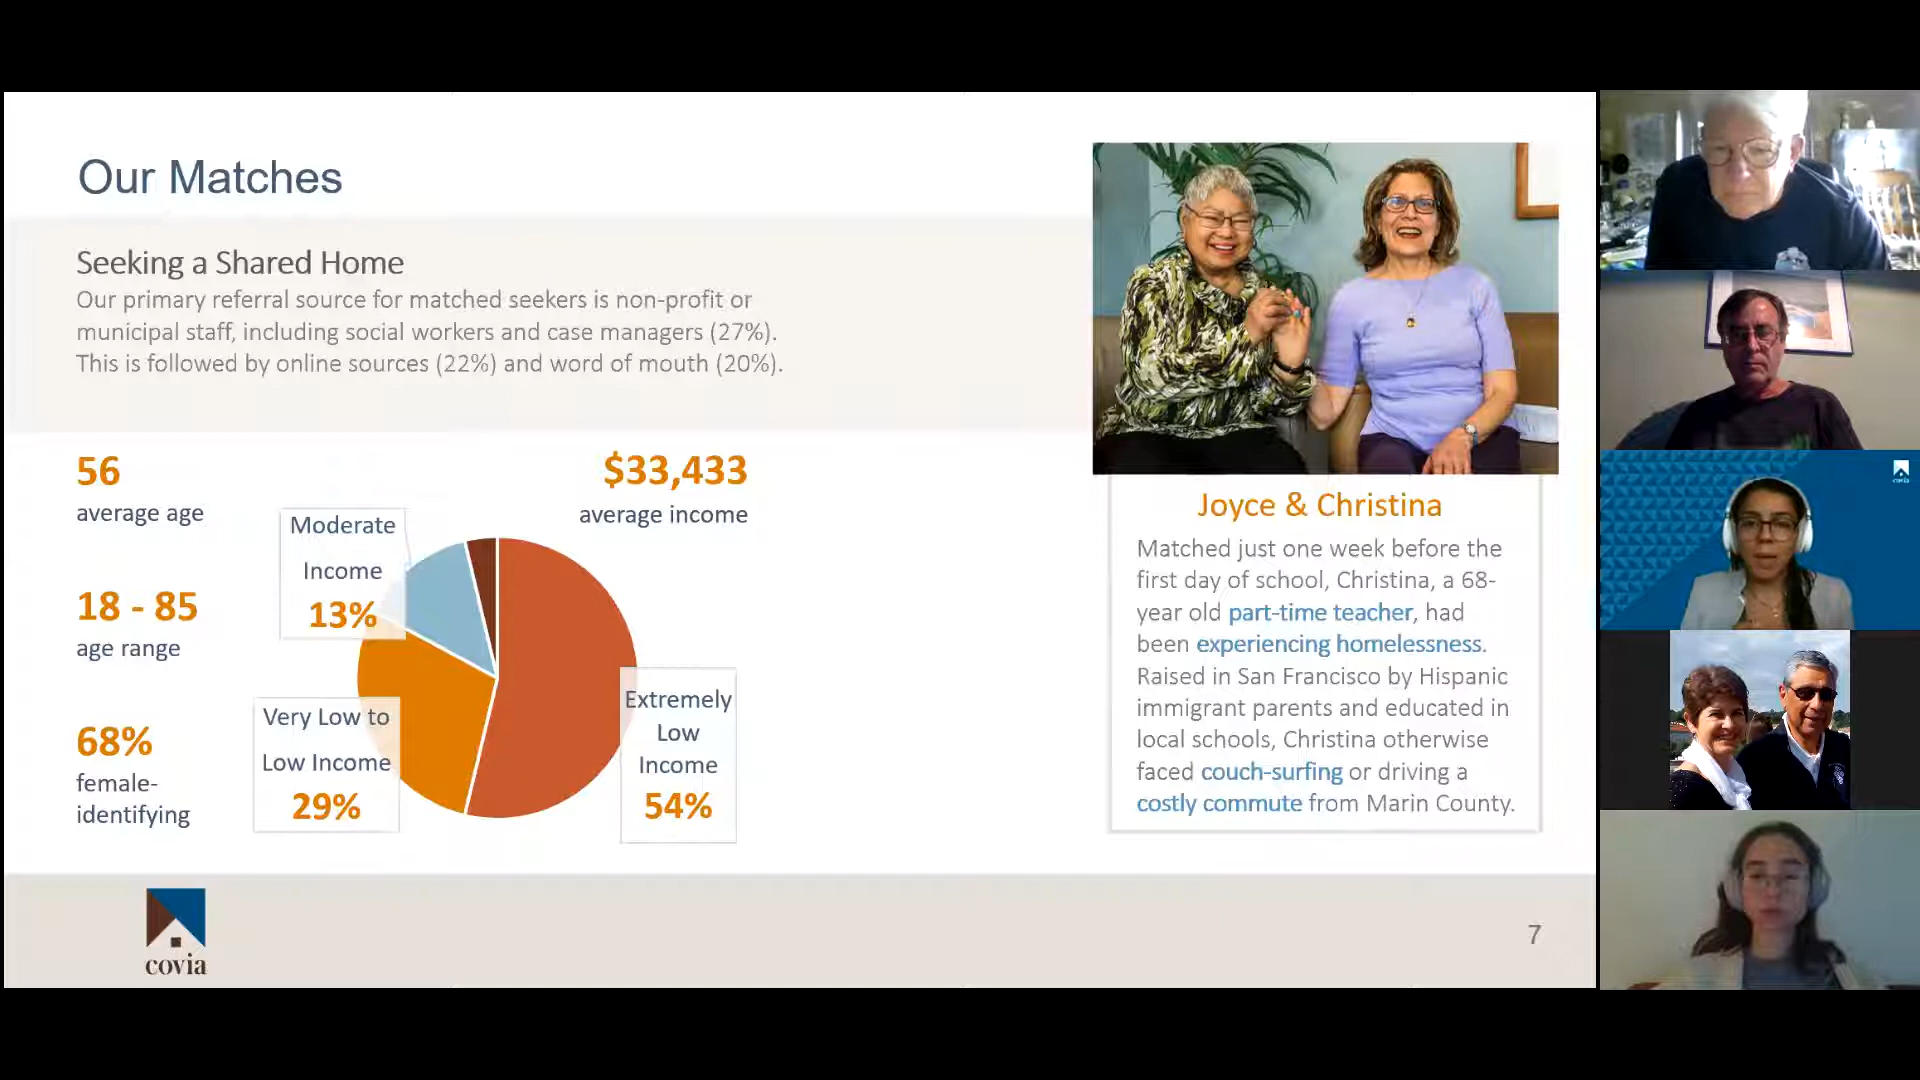 Our Matches
Seeking a Shared Home
Our primary referral source for matched seekers is non-profit or
municipal staff, including social workers and case managers (27%).
This is followed by online sources (22%) and word of mouth (20%).
56
average age
18 - 85
age range
68%
female-
identifying
$33,433
average income
Moderate
Income
13%
Very Low to
Low Income
29%
Extremely
Low
Income
54%
Joyce & Christina
Matched just one week before the
first day of school, Christina, a 68-
year old part-time teacher, had
been experiencing homelessness.
Raised in San Francisco by Hispanic
immigrant parents and educated in
local schools, Christina otherwise
faced couch-surfing or driving a
costly commute from Marin County.
covia
7
covia